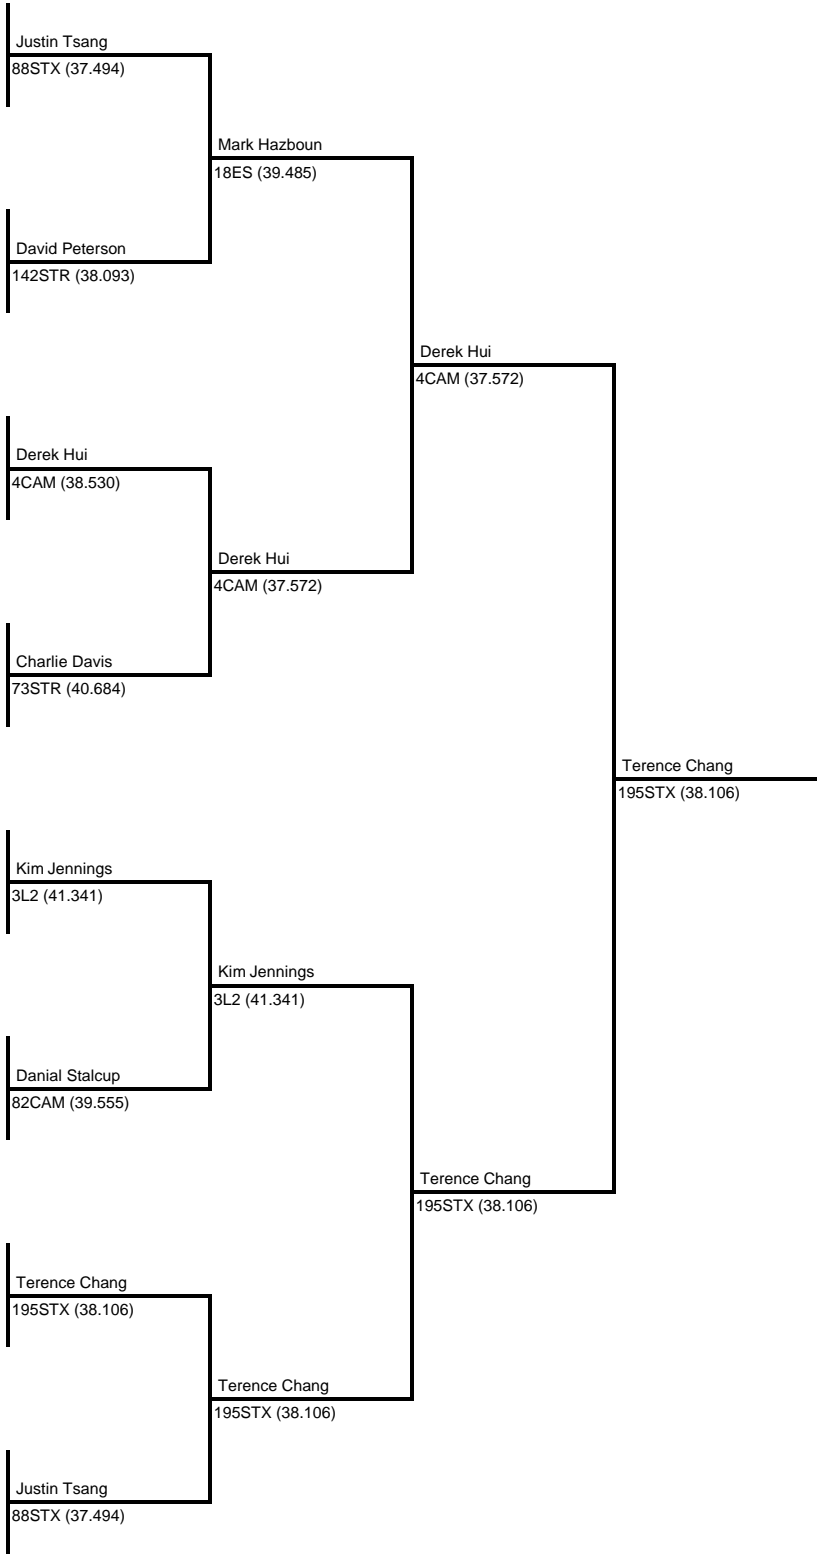 Justin Tsang
88STX (37.494)
Mark Hazboun
18ES (39.485)
David Peterson
142STR (38.093)
Derek Hui
4CAM (37.572)
Derek Hui
4CAM (38.530)
Derek Hui
4CAM (37.572)
Charlie Davis
73STR (40.684)
Terence Chang
195STX (38.106)
Kim Jennings
3L2 (41.341)
Kim Jennings
3L2 (41.341)
Danial Stalcup
82CAM (39.555)
Terence Chang
195STX (38.106)
Terence Chang
195STX (38.106)
Terence Chang
195STX (38.106)
Justin Tsang
88STX (37.494)